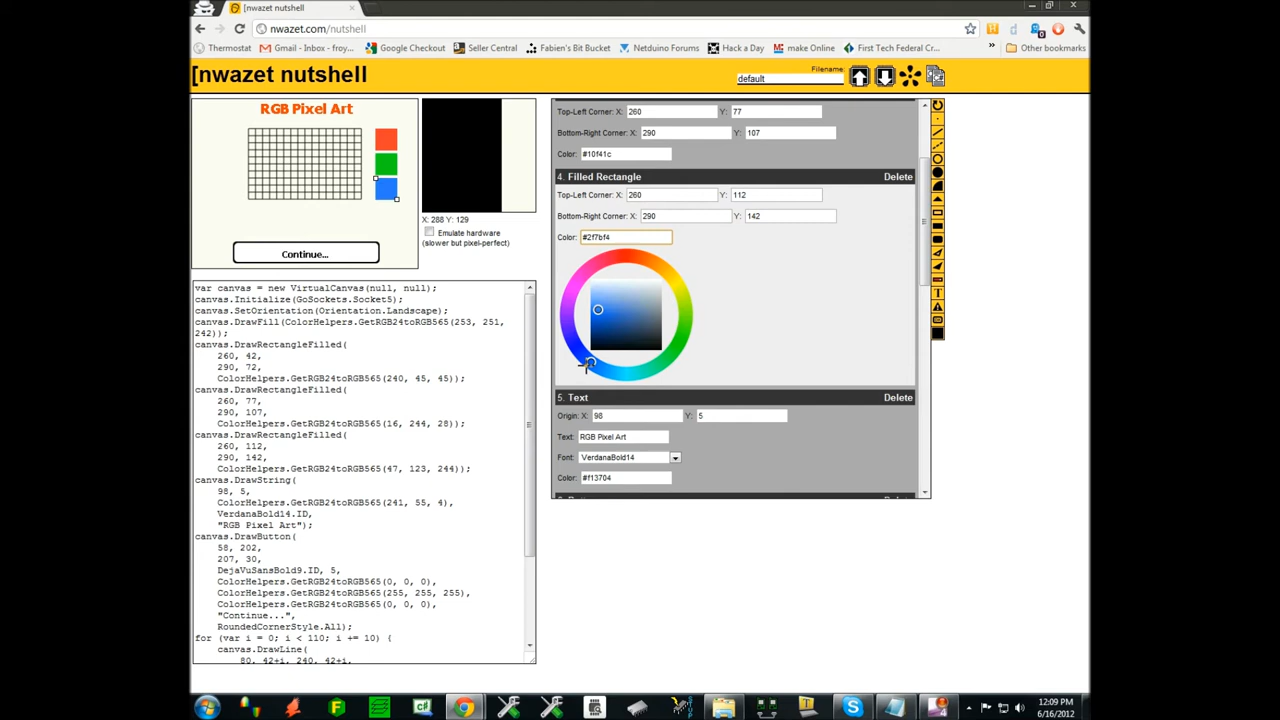 [nwazet nutshell
nwazet.com/nutshell
Thermostat Gmail - Inbox - froy... Google Checkout Seller Central Fabien's Bit Bucket Netduino Forums Hack a Day make Online First Tech Federal Cr... » Other bookmarks
[nwazet nutshell
Filename:
default
RGB Pixel Art
Continue...
X: 288 Y: 129
Emulate hardware
(slower but pixel-perfect)
Top-Left Corner: X: 260 Y: 77
Bottom-Right Corner: X: 290 Y: 107
Color: #10f41c
4. Filled Rectangle Delete
Top-Left Corner: X: 260 Y: 112
Bottom-Right Corner: X: 290 Y: 142
Color: #2f7bf4
5. Text Delete
Origin: X: 98 Y: 5
Text: RGB Pixel Art
Font: VerdanaBold14
Color: #f13704
var canvas = new VirtualCanvas(null, null);
canvas.Initialize(GoSockets.Socket5);
canvas.SetOrientation(Orientation.Landscape);
canvas.DrawFill(ColorHelpers.GetRGB24toRGB565(253, 251,
242));
canvas.DrawRectangleFilled(
260, 42,
290, 72,
ColorHelpers.GetRGB24toRGB565(240, 45, 45));
canvas.DrawRectangleFilled(
260, 77,
290, 107,
ColorHelpers.GetRGB24toRGB565(16, 244, 28));
canvas.DrawRectangleFilled(
260, 112,
290, 142,
ColorHelpers.GetRGB24toRGB565(47, 123, 244));
canvas.DrawString(
98, 5,
ColorHelpers.GetRGB24toRGB565(241, 55, 4),
VerdanaBold14.ID,
"RGB Pixel Art");
canvas.DrawButton(
58, 202,
207, 30,
DejaVuSansBold9.ID, 5,
ColorHelpers.GetRGB24toRGB565(0, 0, 0),
ColorHelpers.GetRGB24toRGB565(255, 255, 255),
ColorHelpers.GetRGB24toRGB565(0, 0, 0),
"Continue...",
RoundedCornerStyle.All);
for (var i = 0; i < 110; i += 10) {
canvas.DrawLine(
80, 42+i, 240, 42+i,
12:09 PM
6/16/2012